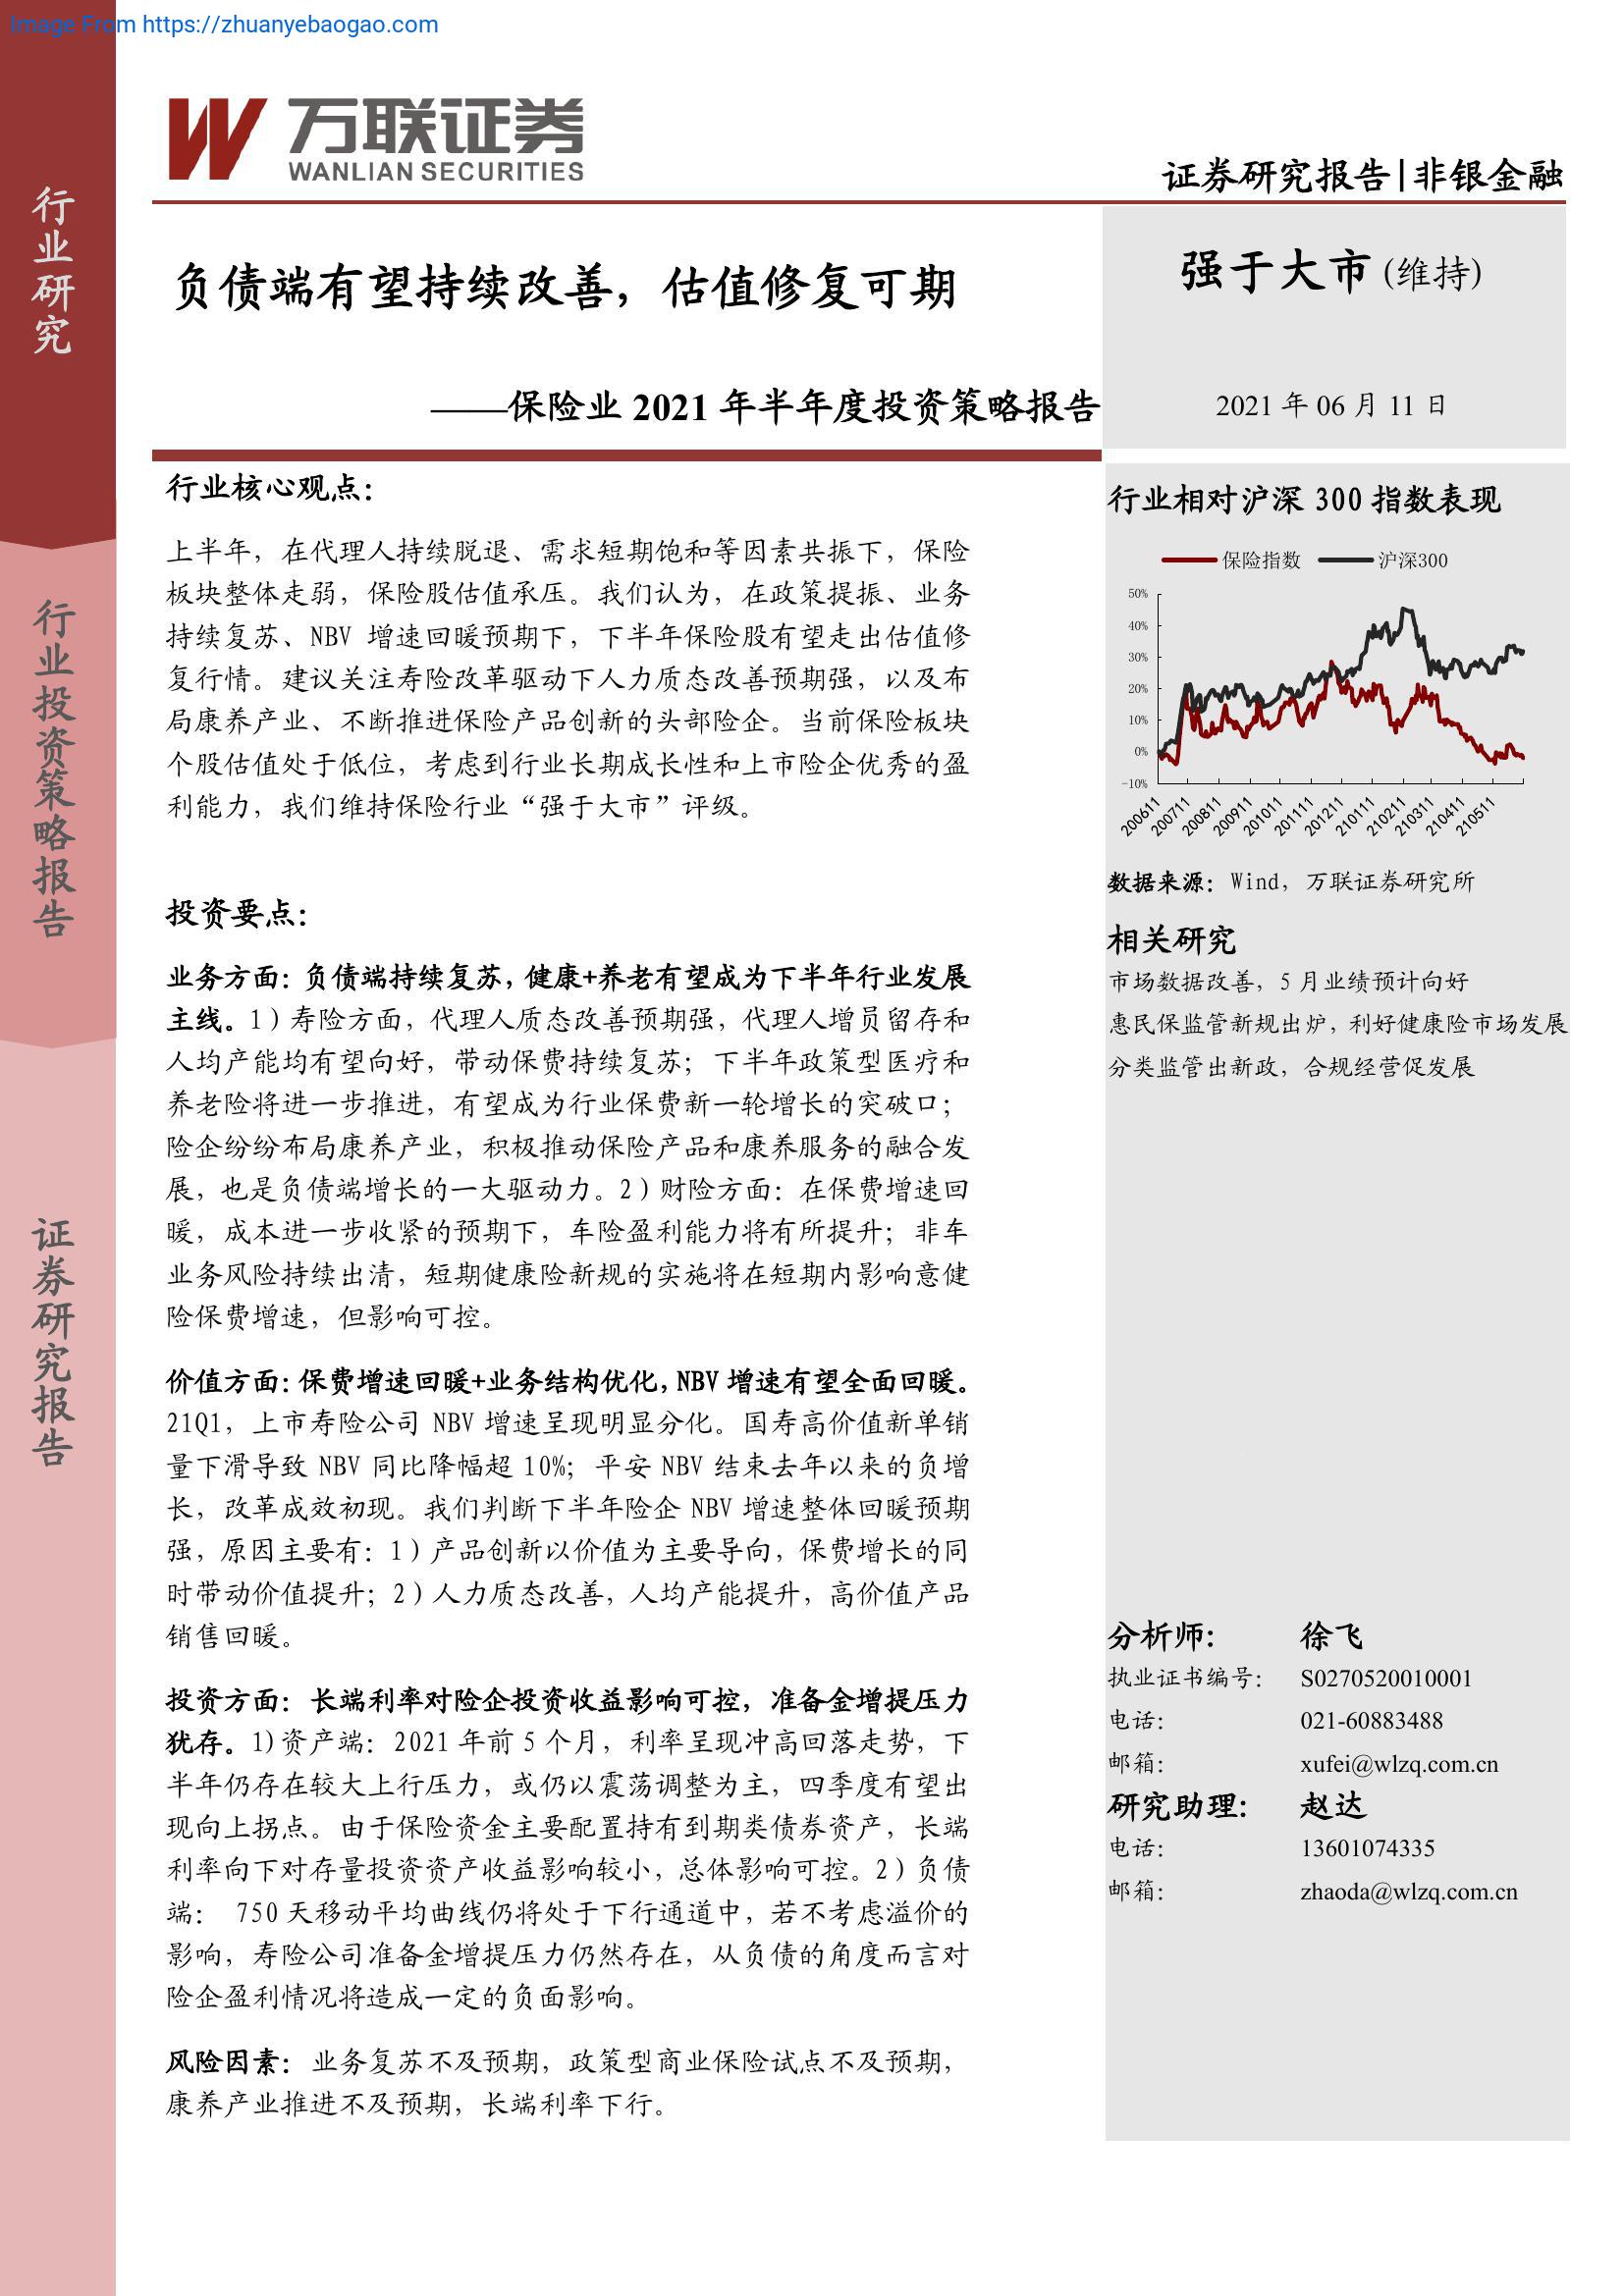 Image From https://zhuanyebaogao.com
万联证券
WANLIAN SECURITIES
证券研究报告|非银金融
行业研究
行业投资策略报告
证券研究报告
负债端有望持续改善，估值修复可期
——保险业 2021 年半年度投资策略报告
强于大市(维持)
2021 年 06 月 11 日
行业核心观点：
上半年，在代理人持续脱退、需求短期饱和等因素共振下，保险
板块整体走弱，保险股估值承压。我们认为，在政策提振、业务
持续复苏、NBV 增速回暖预期下，下半年保险股有望走出估值修
复行情。建议关注寿险改革驱动下人力质态改善预期强，以及布
局康养产业、不断推进保险产品创新的头部险企。当前保险板块
个股估值处于低位，考虑到行业长期成长性和上市险企优秀的盈
利能力，我们维持保险行业“强于大市”评级。
投资要点：
业务方面：负债端持续复苏，健康+养老有望成为下半年行业发展
主线。1）寿险方面，代理人质态改善预期强，代理人增员留存和
人均产能均有望向好，带动保费持续复苏；下半年政策型医疗和
养老险将进一步推进，有望成为行业保费新一轮增长的突破口；
险企纷纷布局康养产业，积极推动保险产品和康养服务的融合发
展，也是负债端增长的一大驱动力。2）财险方面：在保费增速回
暖，成本进一步收紧的预期下，车险盈利能力将有所提升；非车
业务风险持续出清，短期健康险新规的实施将在短期内影响意健
险保费增速，但影响可控。
价值方面：保费增速回暖+业务结构优化，NBV 增速有望全面回暖。
21Q1，上市寿险公司 NBV 增速呈现明显分化。国寿高价值新单销
量下滑导致 NBV 同比降幅超 10%；平安 NBV 结束去年以来的负增
长，改革成效初现。我们判断下半年险企 NBV 增速整体回暖预期
强，原因主要有：1）产品创新以价值为主要导向，保费增长的同
时带动价值提升；2）人力质态改善，人均产能提升，高价值产品
销售回暖。
投资方面：长端利率对险企投资收益影响可控，准备金增提压力
犹存。1)资产端：2021 年前 5 个月，利率呈现冲高回落走势，下
半年仍存在较大上行压力，或仍以震荡调整为主，四季度有望出
现向上拐点。由于保险资金主要配置持有到期类债券资产，长端
利率向下对存量投资资产收益影响较小，总体影响可控。2）负债
端： 750 天移动平均曲线仍将处于下行通道中，若不考虑溢价的
影响，寿险公司准备金增提压力仍然存在，从负债的角度而言对
险企盈利情况将造成一定的负面影响。
风险因素：业务复苏不及预期，政策型商业保险试点不及预期，
康养产业推进不及预期，长端利率下行。
行业相对沪深 300 指数表现
保险指数 沪深300
50%
40%
30%
20%
10%
0%
-10%
200611 200711 200811 200911 201011 201111 201211 210111 210211 210311 210411 210511
数据来源：Wind，万联证券研究所
相关研究
市场数据改善，5 月业绩预计向好
惠民保监管新规出炉，利好健康险市场发展
分类监管出新政，合规经营促发展
分析师： 徐飞
执业证书编号： S0270520010001
电话： 021-60883488
邮箱： xufei@wlzq.com.cn
研究助理： 赵达
电话： 13601074335
邮箱： zhaoda@wlzq.com.cn